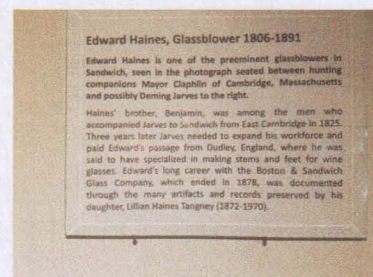 Edward Haines, Glassblower 1806-1891
Edward Haines is one of the preeminent glassblowers in
Sandwich, seen in the photograph seated between hunting
companions Mayor Claphlin of Cambridge, Massachusetts
and possibly Deming Jarves to the right.
Haines' brother, Benjamin, was among the men who
accompanied Jarves to Sandwich from East Cambridge in 1825.
Three years later Jarves needed to expand his workforce and
paid Edward's passage from Dudley, England, where he was
said to have specialized in making stems and feet for wine
glasses. Edward's long career with the Boston & Sandwich
Glass Company, which ended in 1878, was documented
through the many artifacts and records preserved by his
daughter, Lillian Haines Tangney (1872-1970).